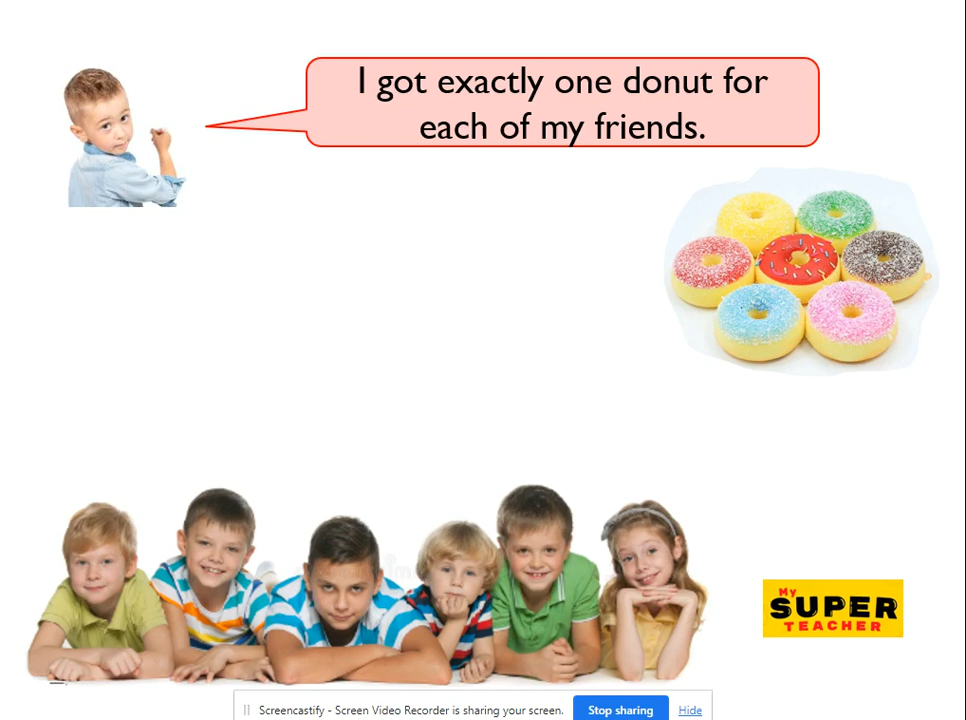 I got exactly one donut for
each of my friends.
My
SUPER
TEACHER
Screencastify - Screen Video Recorder is sharing your screen. Stop sharing Hide